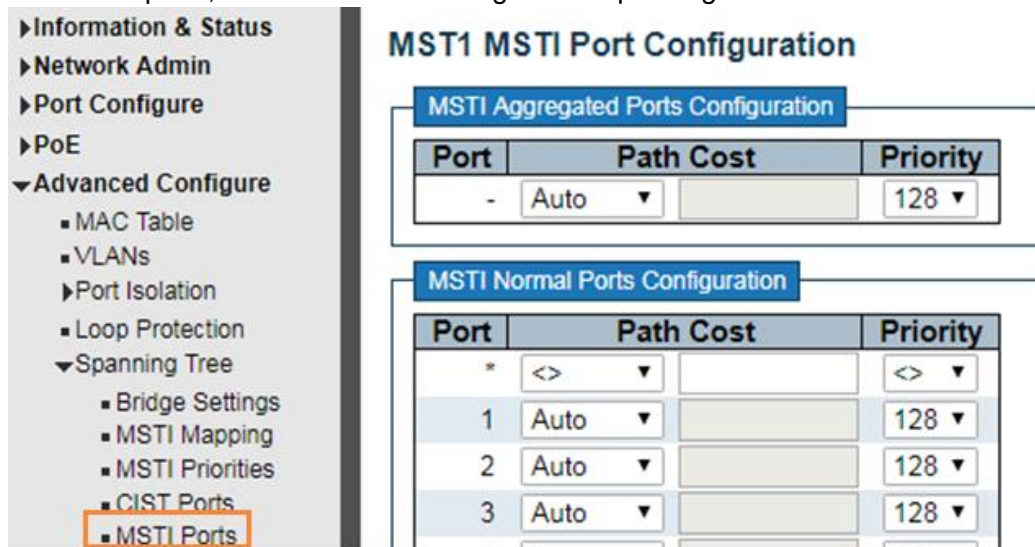 ▸Information & Status
▸Network Admin
▸Port Configure
▸PoE
▾Advanced Configure
▪ MAC Table
▪ VLANs
▸Port Isolation
▪ Loop Protection
▾Spanning Tree
▪ Bridge Settings
▪ MSTI Mapping
▪ MSTI Priorities
▪ CIST Ports
▪ MSTI Ports
MST1 MSTI Port Configuration
MSTI Aggregated Ports Configuration
Port Path Cost Priority
- Auto ▼ 128 ▼
MSTI Normal Ports Configuration
Port Path Cost Priority
* <> ▼ <> ▼
1 Auto ▼ 128 ▼
2 Auto ▼ 128 ▼
3 Auto ▼ 128 ▼